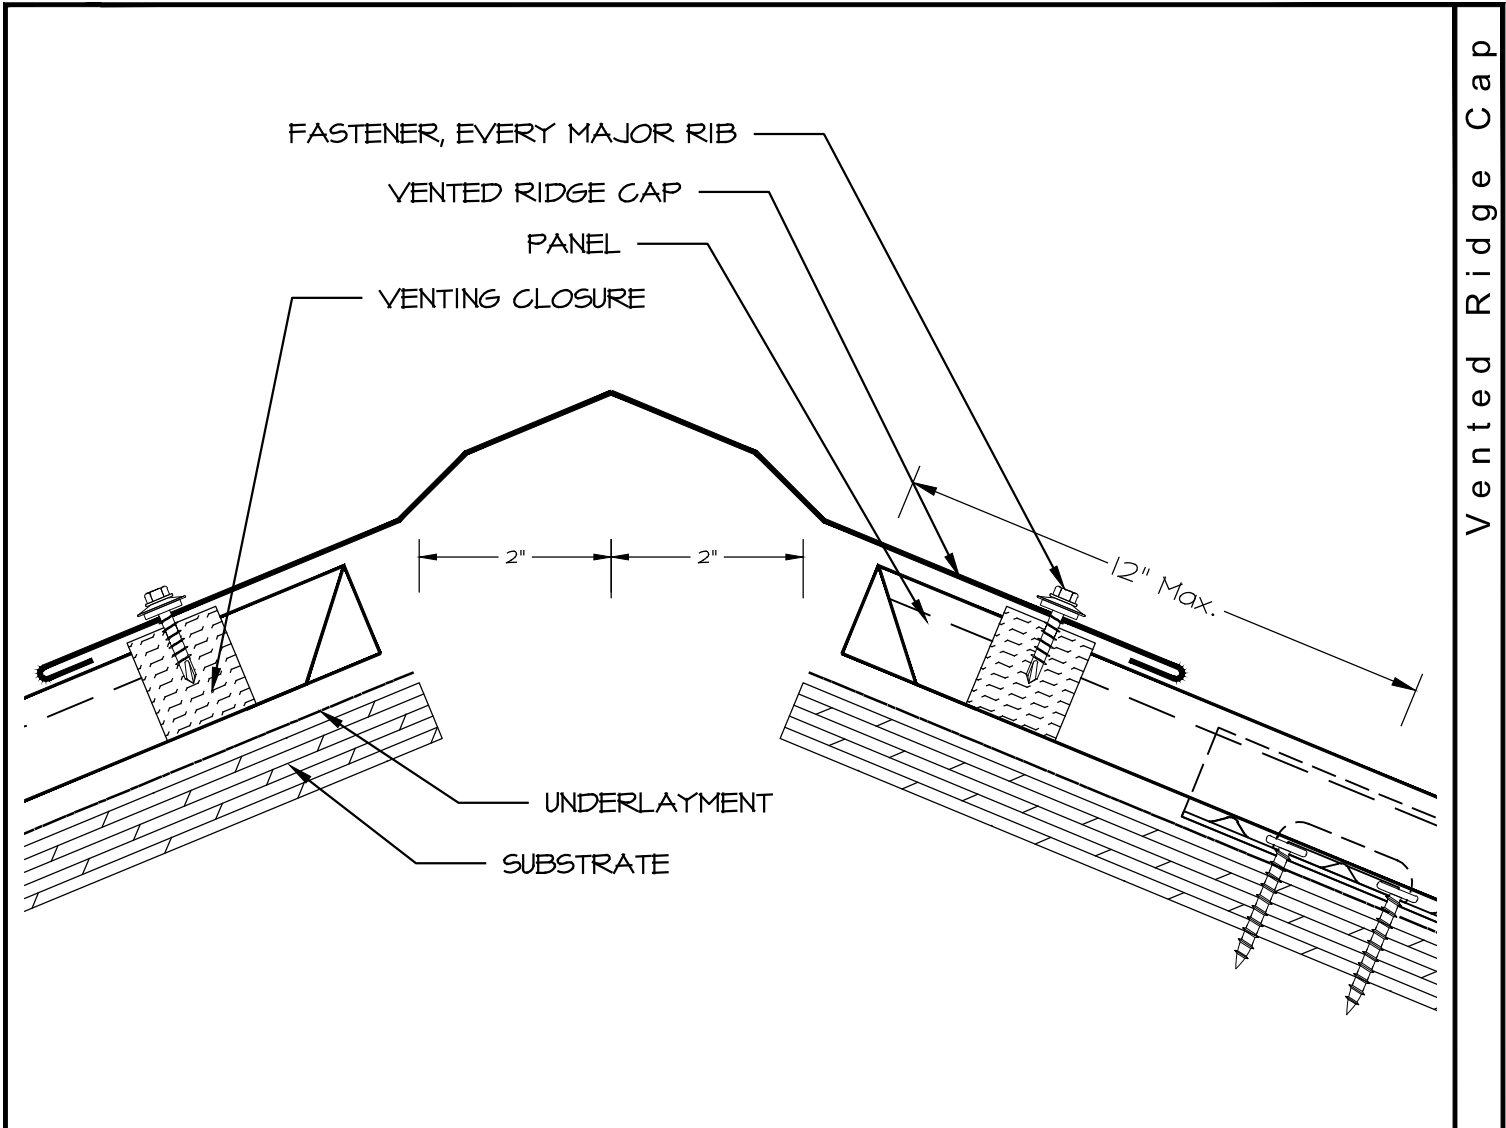 FASTENER, EVERY MAJOR RIB
VENTED RIDGE CAP
PANEL
VENTING CLOSURE
2"
2"
12" Max.
UNDERLAYMENT
SUBSTRATE
Vented Ridge Cap